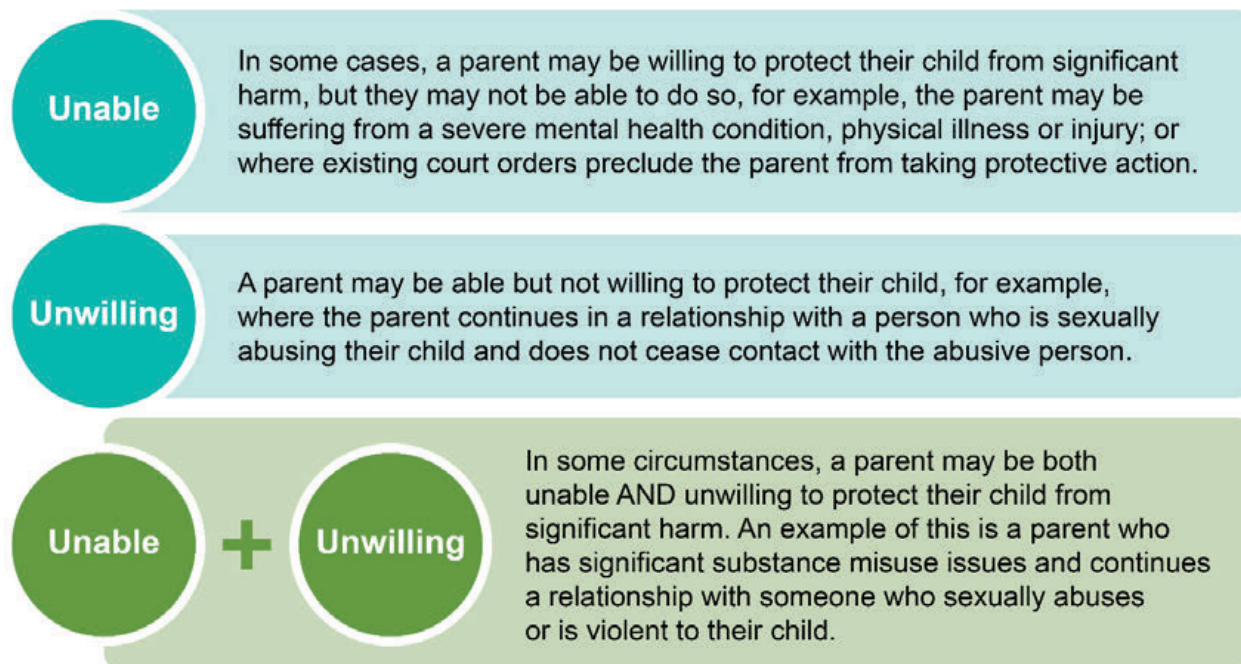 Unable
In some cases, a parent may be willing to protect their child from significant
harm, but they may not be able to do so, for example, the parent may be
suffering from a severe mental health condition, physical illness or injury; or
where existing court orders preclude the parent from taking protective action.
Unwilling
A parent may be able but not willing to protect their child, for example,
where the parent continues in a relationship with a person who is sexually
abusing their child and does not cease contact with the abusive person.
Unable + Unwilling
In some circumstances, a parent may be both
unable AND unwilling to protect their child from
significant harm. An example of this is a parent who
has significant substance misuse issues and continues
a relationship with someone who sexually abuses
or is violent to their child.